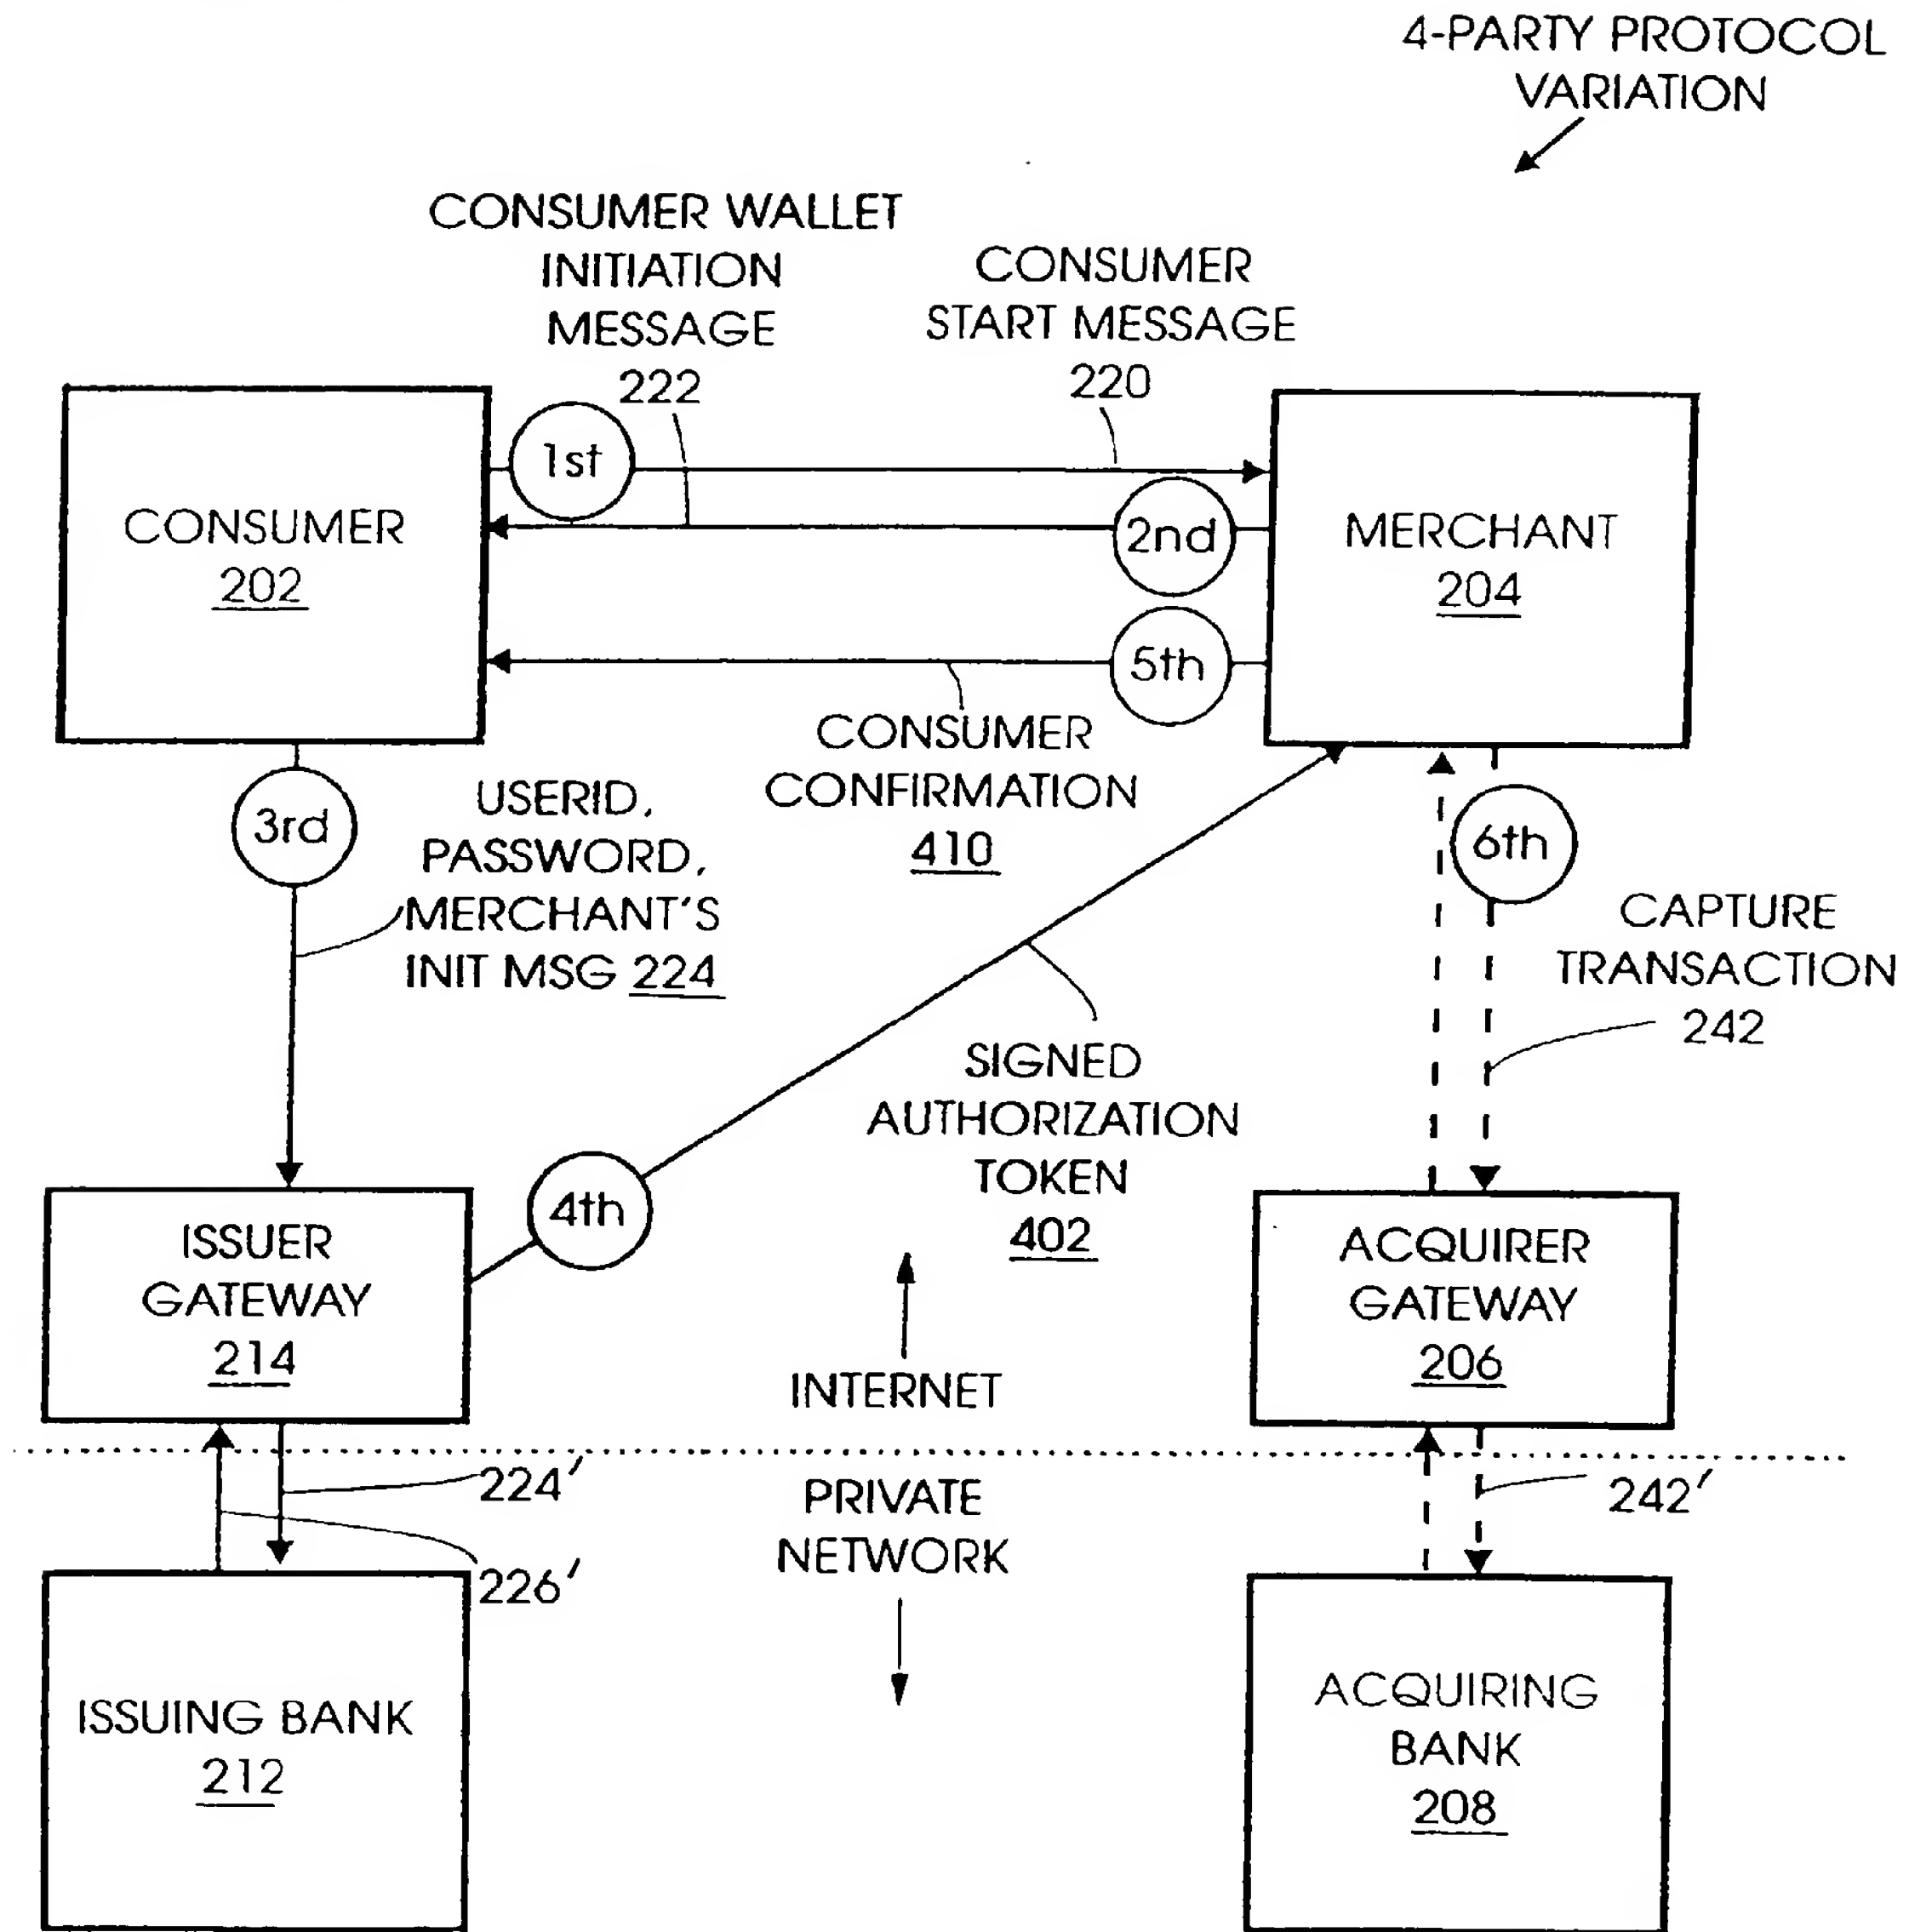 4-PARTY PROTOCOL
VARIATION
CONSUMER WALLET
INITIATION
MESSAGE
222
CONSUMER
START MESSAGE
220
1st
2nd
5th
CONSUMER
202
MERCHANT
204
CONSUMER
CONFIRMATION
410
3rd
USERID,
PASSWORD,
MERCHANT'S
INIT MSG 224
6th
CAPTURE
TRANSACTION
242
SIGNED
AUTHORIZATION
TOKEN
402
4th
ISSUER
GATEWAY
214
ACQUIRER
GATEWAY
206
INTERNET
PRIVATE
NETWORK
224'
226'
242'
ISSUING BANK
212
ACQUIRING
BANK
208